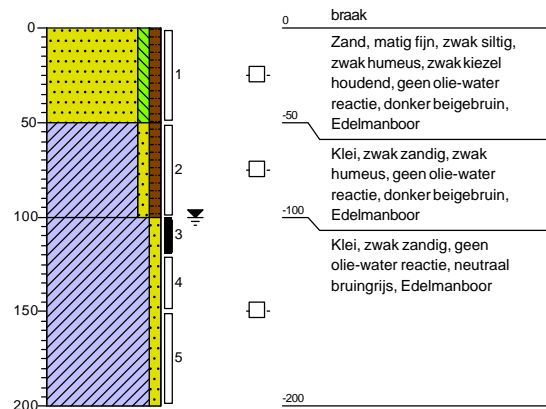 0
50
100
150
200
1
2
3
4
5
0
braak
Zand, matig fijn, zwak siltig,
zwak humeus, zwak kiezel
houdend, geen olie-water
reactie, donker beigebruin,
Edelmanboor
-50
Klei, zwak zandig, zwak
humeus, geen olie-water
reactie, donker beigebruin,
Edelmanboor
-100
Klei, zwak zandig, geen
olie-water reactie, neutraal
bruingrijs, Edelmanboor
-200